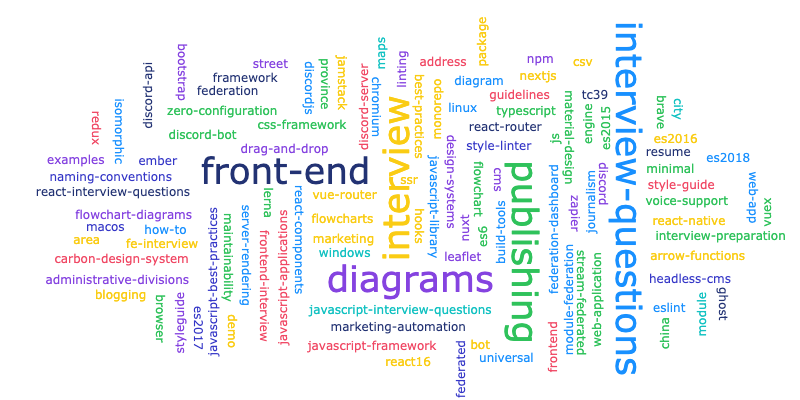 package
maps
bootstrap
street
discord-api
framework
federation
discordjs
province
jamstack
discord-server
chromium
linting
best-practices
address
monorepo
npm
nextjs
csv
diagram
linux
guidelines
typescript
tc39
interview-questions
brave
city
redux
isomorphic
zero-configuration
css-framework
discord-bot
react-router
js
material-design
engine
es2015
es2016
examples
ember
drag-and-drop
style-linter
resume
es2018
naming-conventions
react-interview-questions
front-end
interview
ssr
javascript-library
design-systems
flowchart
cms
publishing
federation-dashboard
zapier
journalism
discord
minimal
style-guide
voice-support
web-app
vuex
lerna
react-components
vue-router
hooks
flowchart-diagrams
macos
how-to
area
fe-interview
javascript-best-practices
maintainability
server-rendering
frontend-interview
javascript-applications
flowcharts
marketing
windows
nuxt
es6
build-tools
leaflet
react-native
interview-preparation
carbon-design-system
arrow-functions
administrative-divisions
blogging
diagrams
module-federation
stream-federated
web-application
headless-cms
ghost
browser
styleguide
es2017
demo
javascript-interview-questions
marketing-automation
eslint
china
module
javascript-framework
react16
federated
bot
universal
frontend